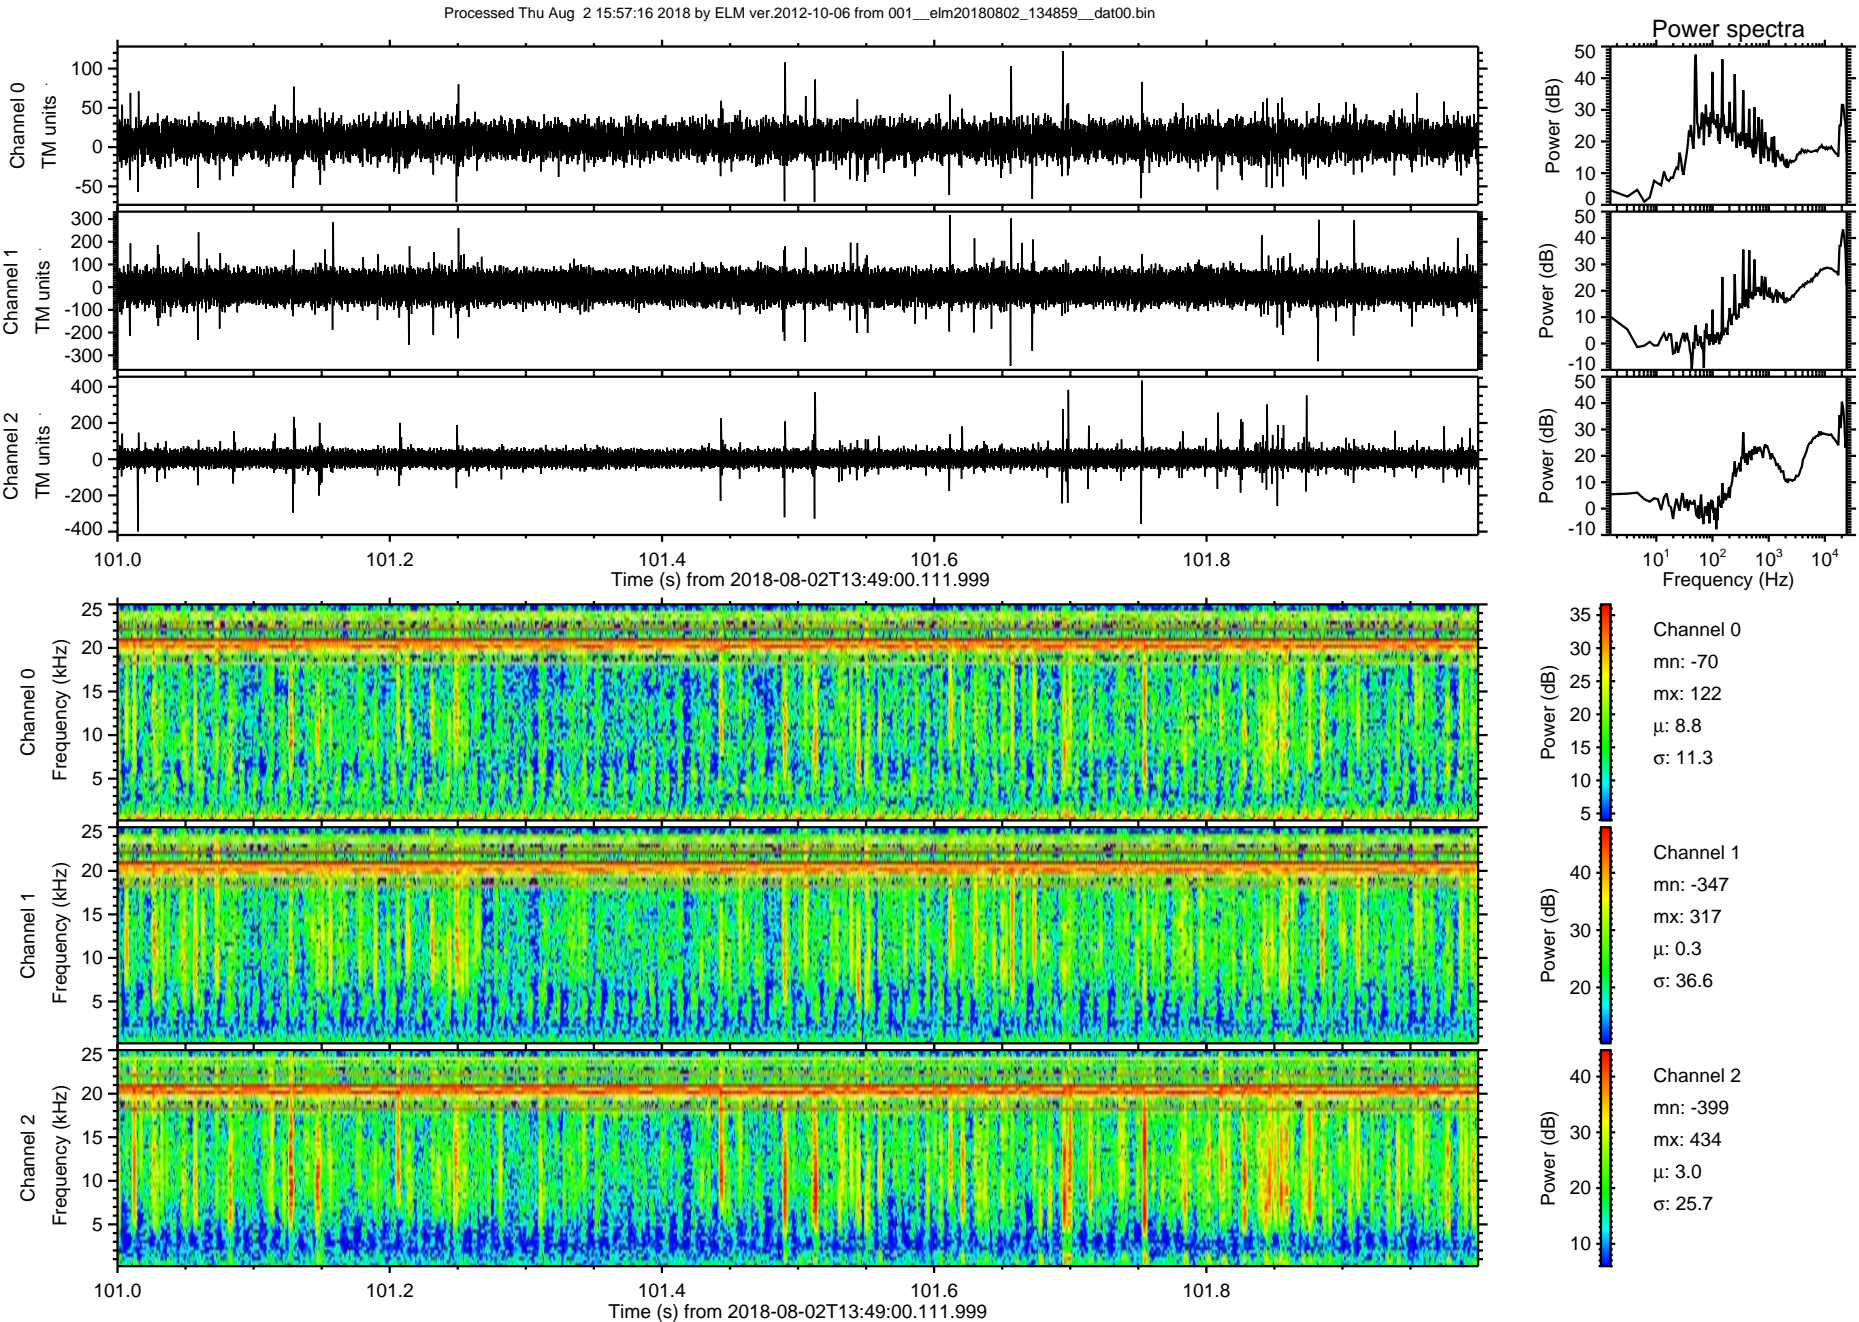 Processed Thu Aug  2 15:57:16 2018 by ELM ver.2012-10-06 from 001__elm20180802_134859__dat00.bin
Power spectra
Channel 0
TM units
100
50
0
-50
Power (dB)
50
40
30
20
10
0
Channel 1
TM units
300
200
100
0
-100
-200
-300
Power (dB)
50
40
30
20
10
0
-10
Channel 2
TM units
400
200
0
-200
-400
Power (dB)
50
40
30
20
10
0
-10
101.0 101.2 101.4 101.6 101.8
Time (s) from 2018-08-02T13:49:00.111.999
10¹ 10² 10³ 10⁴
Frequency (Hz)
Channel 0
Frequency (kHz)
25
20
15
10
5
Power (dB)
35
30
25
20
15
10
5
Channel 0
mn: -70
mx: 122
μ: 8.8
σ: 11.3
Channel 1
Frequency (kHz)
25
20
15
10
5
Power (dB)
40
30
20
Channel 1
mn: -347
mx: 317
μ: 0.3
σ: 36.6
Channel 2
Frequency (kHz)
25
20
15
10
5
Power (dB)
40
30
20
10
Channel 2
mn: -399
mx: 434
μ: 3.0
σ: 25.7
101.0 101.2 101.4 101.6 101.8
Time (s) from 2018-08-02T13:49:00.111.999